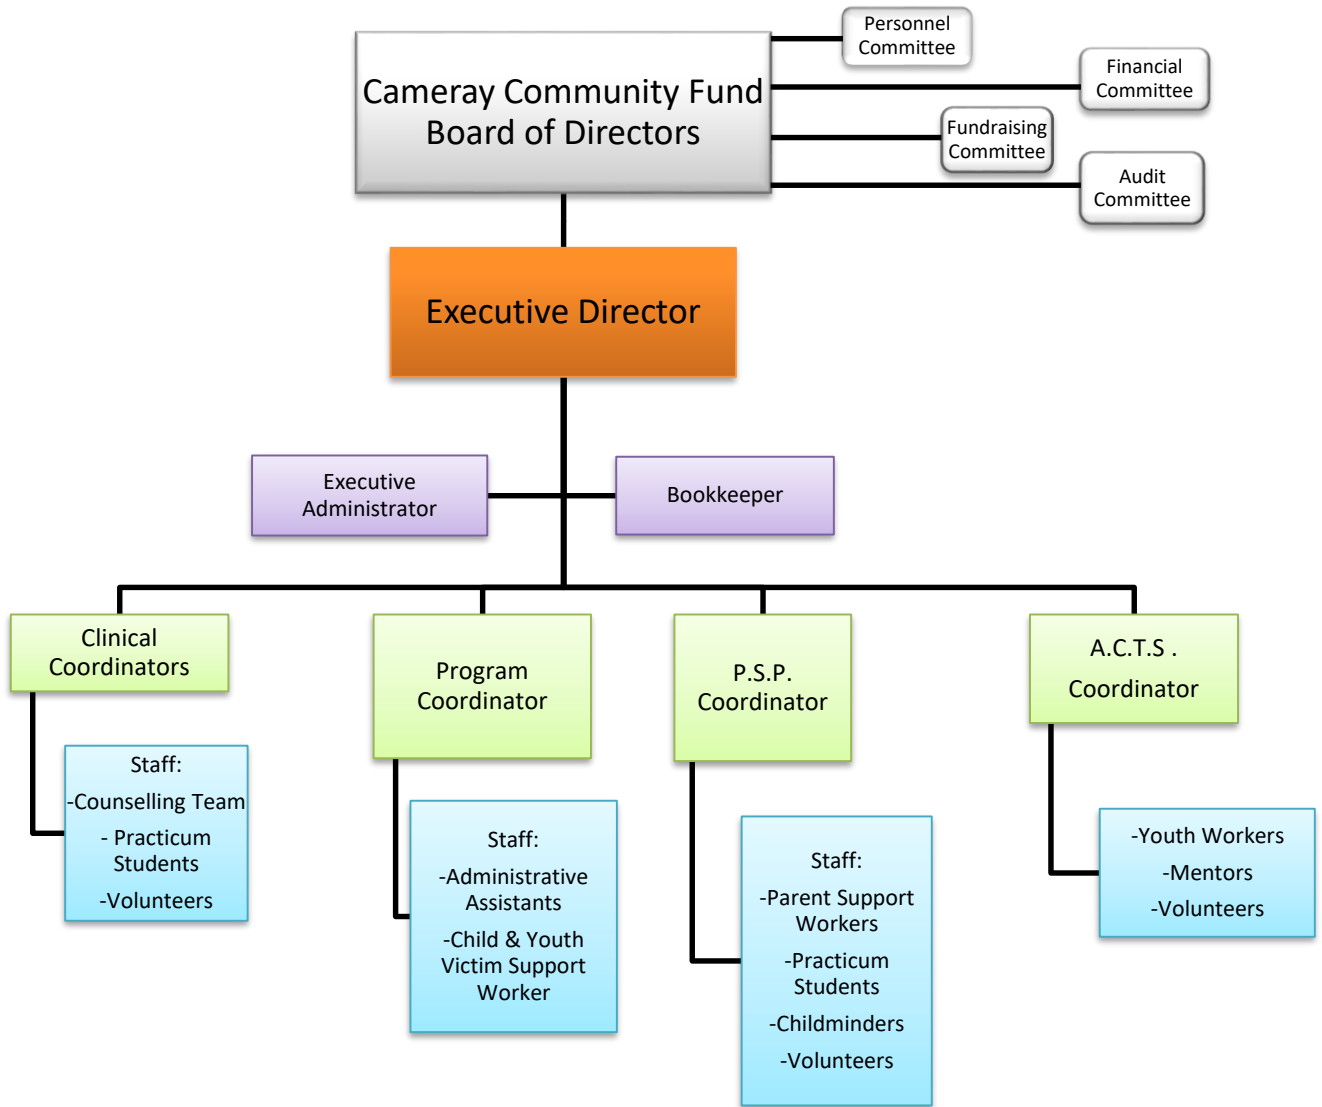 Personnel
Committee
Cameray Community Fund
Board of Directors
Financial
Committee
Fundraising
Committee
Audit
Committee
Executive Director
Executive
Administrator
Bookkeeper
Clinical
Coordinators
Program
Coordinator
P.S.P.
Coordinator
A.C.T.S .
Coordinator
Staff:
-Counselling Team
- Practicum
Students
-Volunteers
Staff:
-Administrative
Assistants
-Child & Youth
Victim Support
Worker
Staff:
-Parent Support
Workers
-Practicum
Students
-Childminders
-Volunteers
-Youth Workers
-Mentors
-Volunteers